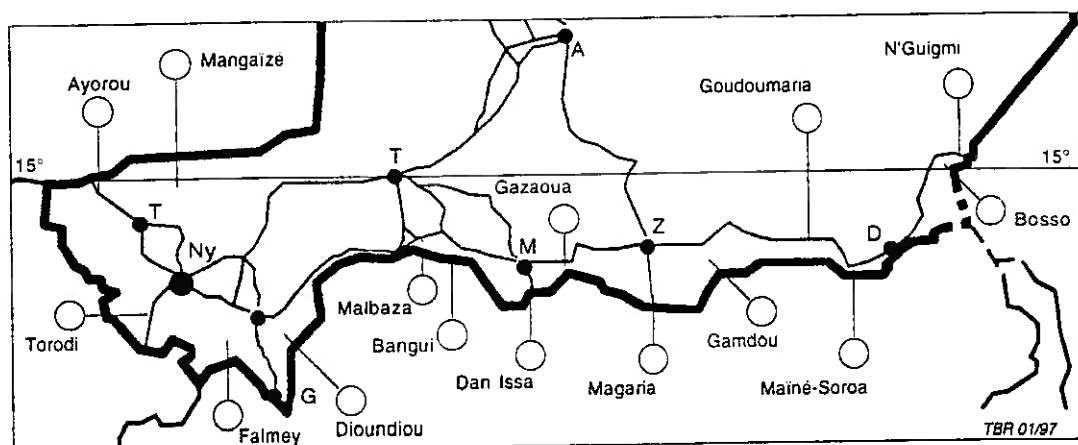 A
N'Guigmi
Mangaïzé
Ayorou
Goudoumaria
15°
T
15°
Gazaoua
T
Z
Bosso
Ny
M
D
Malbaza
Torodi
Bangui
Gamdou
Dan Issa
Magaria
Maïné-Soroa
G
Falmey
Dioundiou
TBR 01/97